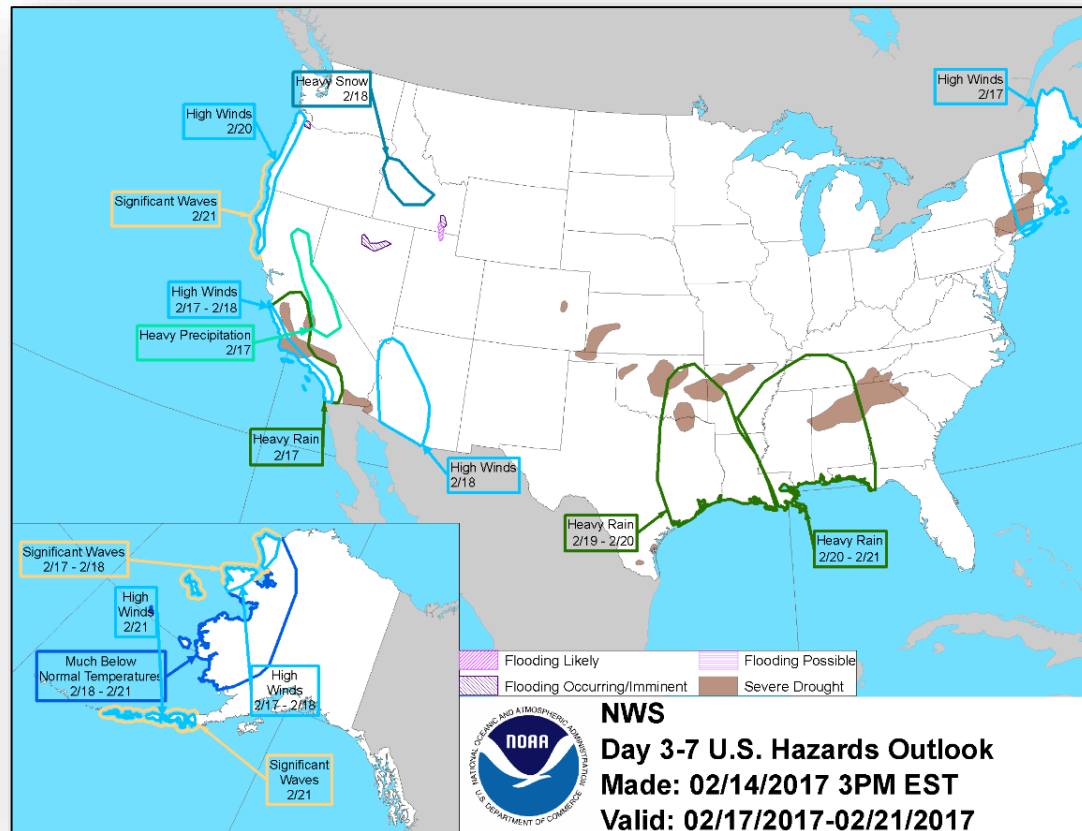 Heavy Snow
2/18
High Winds
2/17
High Winds
2/20
Significant Waves
2/21
High Winds
2/17 - 2/18
Heavy Precipitation
2/17
Heavy Rain
2/17
High Winds
2/18
Heavy Rain
2/19 - 2/20
Heavy Rain
2/20 - 2/21
Significant Waves
2/17 - 2/18
High
Winds
2/21
Much Below
Normal Temperatures
2/18 - 2/21
High
Winds
2/17 - 2/18
Significant
Waves
2/21
Flooding Likely
Flooding Possible
Flooding Occurring/Imminent
Severe Drought
NATIONAL OCEANIC AND ATMOSPHERIC ADMINISTRATION
NOAA
U.S. DEPARTMENT OF COMMERCE
NWS
Day 3-7 U.S. Hazards Outlook
Made: 02/14/2017 3PM EST
Valid: 02/17/2017-02/21/2017